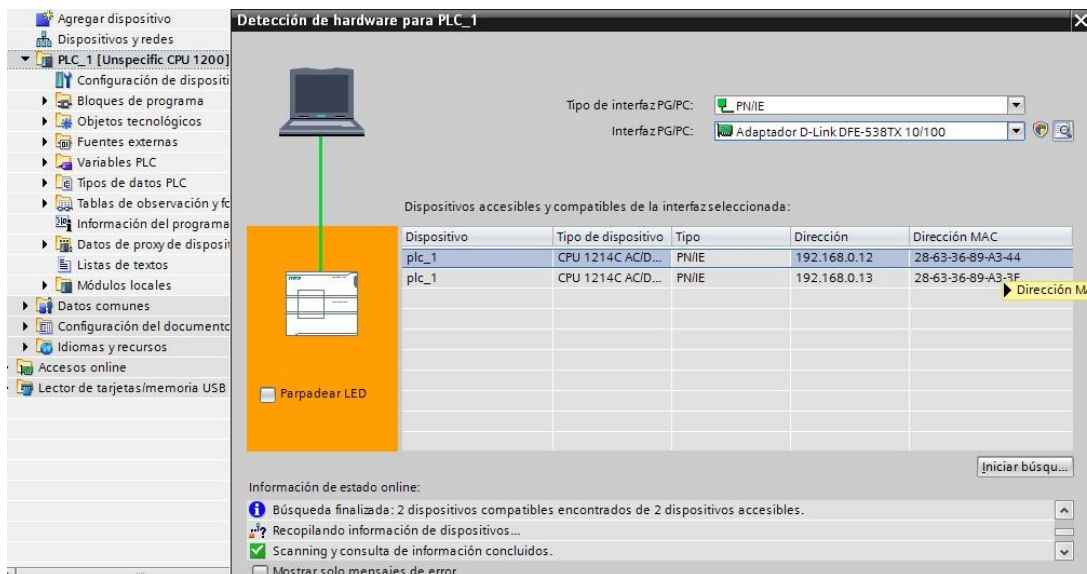 Agregar dispositivo
Detección de hardware para PLC_1
Dispositivos y redes
PLC_1 [Unspecific CPU 1200]
Configuración de dispositi
Bloques de programa
Objetos tecnológicos
Fuentes externas
Variables PLC
Tipos de datos PLC
Tablas de observación y fo
Información del programa
Datos de proxy de disposit
Listas de textos
Módulos locales
Datos comunes
Configuración del documento
Idiomas y recursos
Accesos online
Lector de tarjetas/memoria USB
Tipo de interfaz PG/PC: PN/IE
Interfaz PG/PC: Adaptador D-Link DFE-538TX 10/100
Dispositivos accesibles y compatibles de la interfaz seleccionada:
Dispositivo Tipo de dispositivo Tipo Dirección Dirección MAC
plc_1 CPU 1214C AC/D... PN/IE 192.168.0.12 28-63-36-89-A3-44
plc_1 CPU 1214C AC/D... PN/IE 192.168.0.13
Dirección MA
Parpadear LED
Iniciar búsqu...
Información de estado online:
Búsqueda finalizada: 2 dispositivos compatibles encontrados de 2 dispositivos accesibles.
Recopilando información de dispositivos...
Scanning y consulta de información concluidos.
Mostrar solo mensajes de error